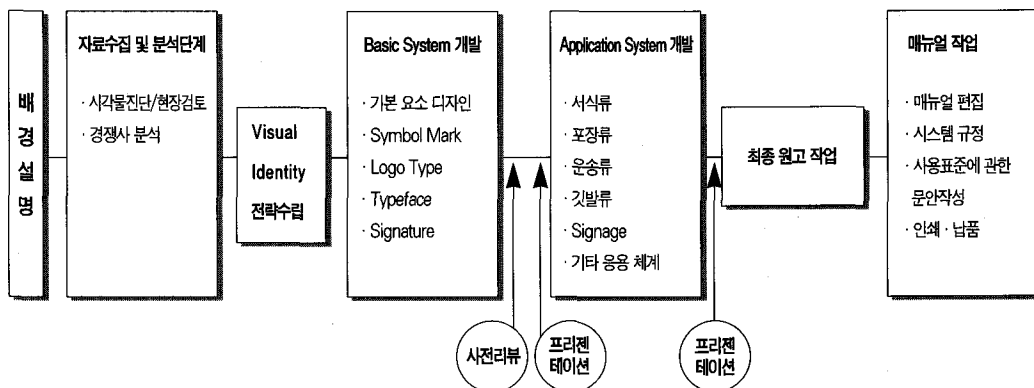 배
경
설
명
자료수집 및 분석단계
· 시각물진단/현장검토
· 경쟁사 분석
Visual
Identity
전략수립
Basic System 개발
· 기본 요소 디자인
· Symbol Mark
· Logo Type
· Typeface
· Signature
사전리뷰
프리젠
테이션
Application System 개발
· 서식류
· 포장류
· 운송류
· 깃발류
· Signage
· 기타 응용 체계
프리젠
테이션
최종 원고 작업
매뉴얼 작업
· 매뉴얼 편집
· 시스템 규정
· 사용표준에 관한
문안작성
· 인쇄 · 납품